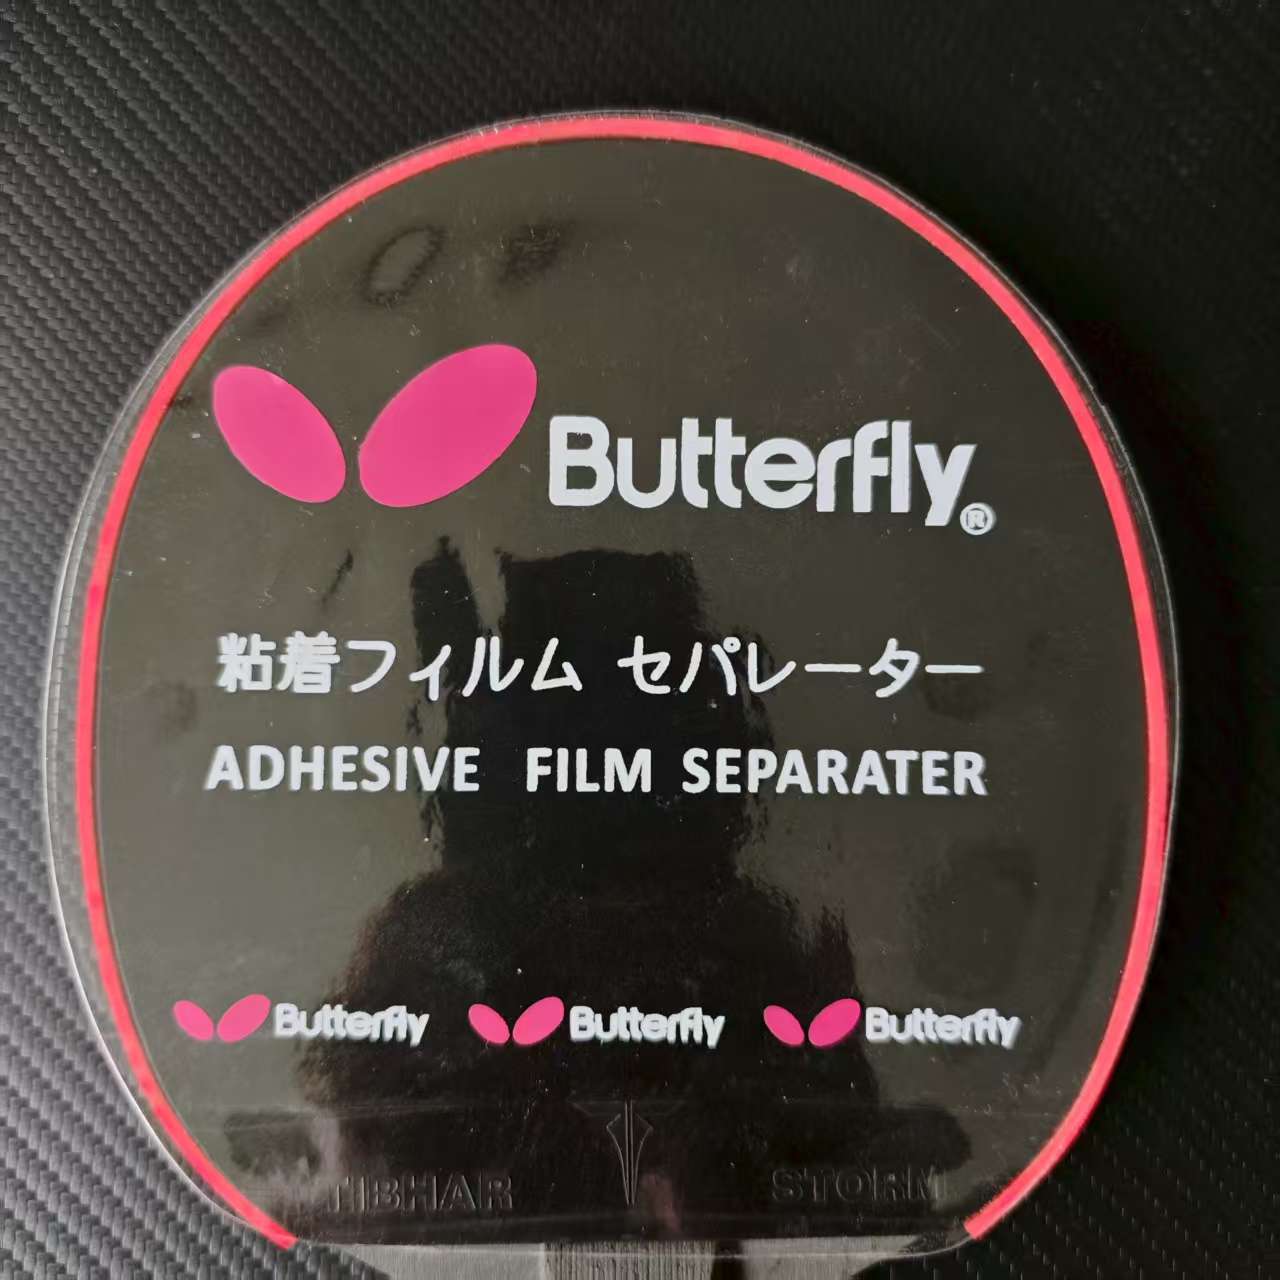 Butterfly®
粘着フィルム セパレーター
ADHESIVE FILM SEPARATER
Butterfly Butterfly Butterfly
TIBHAR STORM